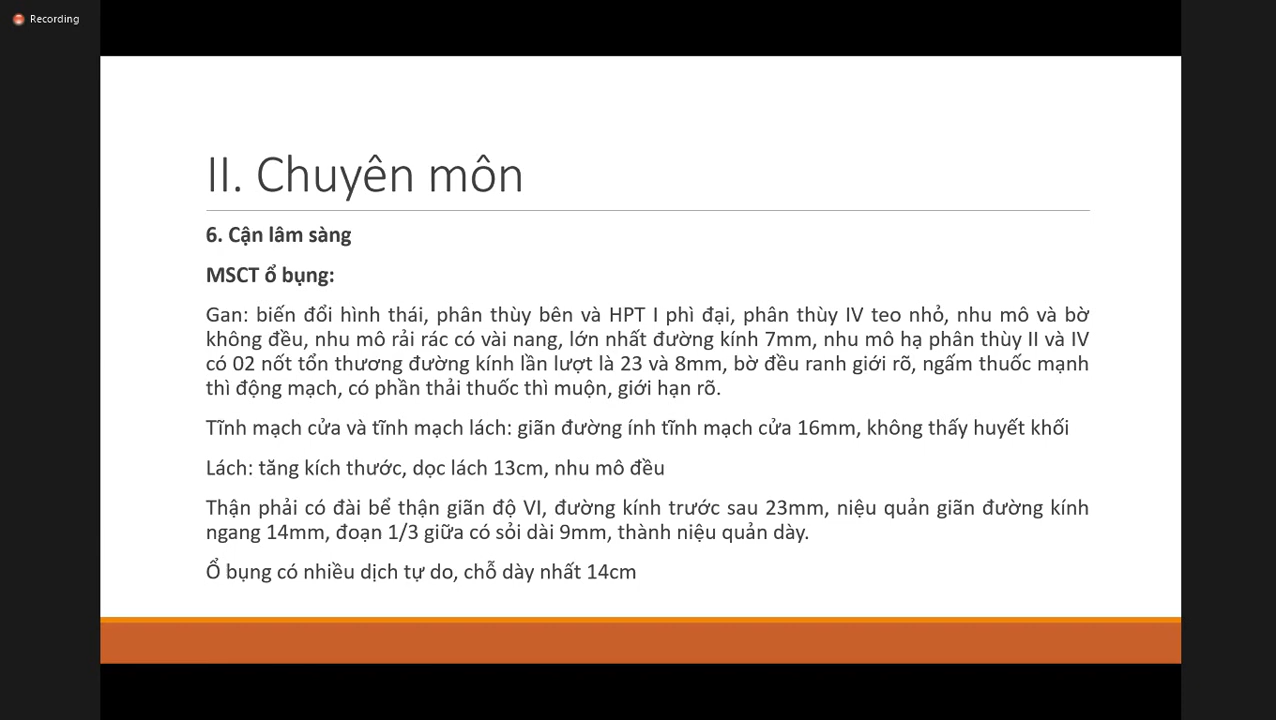 Recording
II. Chuyên môn
6. Cận lâm sàng
MSCT ổ bụng:
Gan: biến đổi hình thái, phân thùy bên và HPT I phì đại, phân thùy IV teo nhỏ, nhu mô và bờ
không đều, nhu mô rải rác có vài nang, lớn nhất đường kính 7mm, nhu mô hạ phân thùy II và IV
có 02 nốt tổn thương đường kính lần lượt là 23 và 8mm, bờ đều ranh giới rõ, ngấm thuốc mạnh
thì động mạch, có phần thải thuốc thì muộn, giới hạn rõ.
Tĩnh mạch cửa và tĩnh mạch lách: giãn đường ính tĩnh mạch cửa 16mm, không thấy huyết khối
Lách: tăng kích thước, dọc lách 13cm, nhu mô đều
Thận phải có đài bể thận giãn độ VI, đường kính trước sau 23mm, niệu quản giãn đường kính
ngang 14mm, đoạn 1/3 giữa có sỏi dài 9mm, thành niệu quản dày.
Ổ bụng có nhiều dịch tự do, chỗ dày nhất 14cm